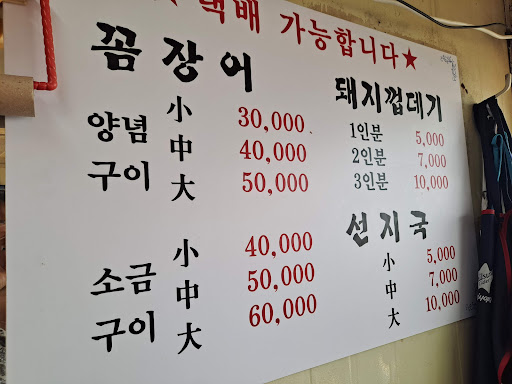 택배 가능합니다★
꼼장어
양념구이
小 30,000
中 40,000
大 50,000
소금구이
小 40,000
中 50,000
大 60,000
돼지껍데기
1인분 5,000
2인분 7,000
3인분 10,000
선지국
小 5,000
中 7,000
大 10,000